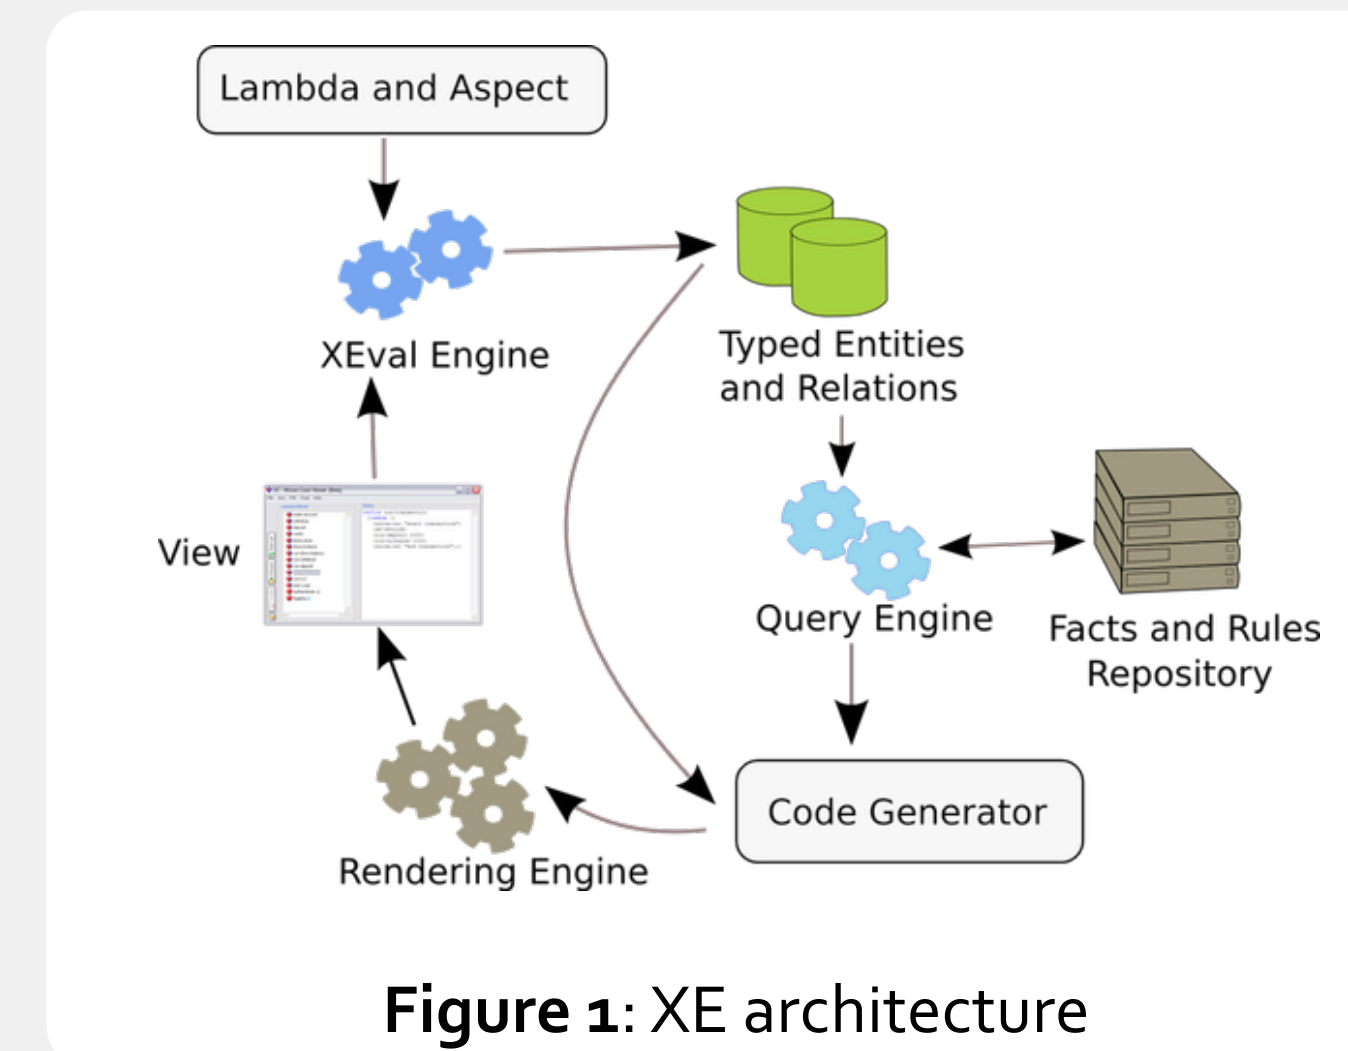 Lambda and Aspect
XEval Engine
Typed Entities
and Relations
View
Query Engine
Facts and Rules
Repository
Code Generator
Rendering Engine
Figure 1: XE architecture